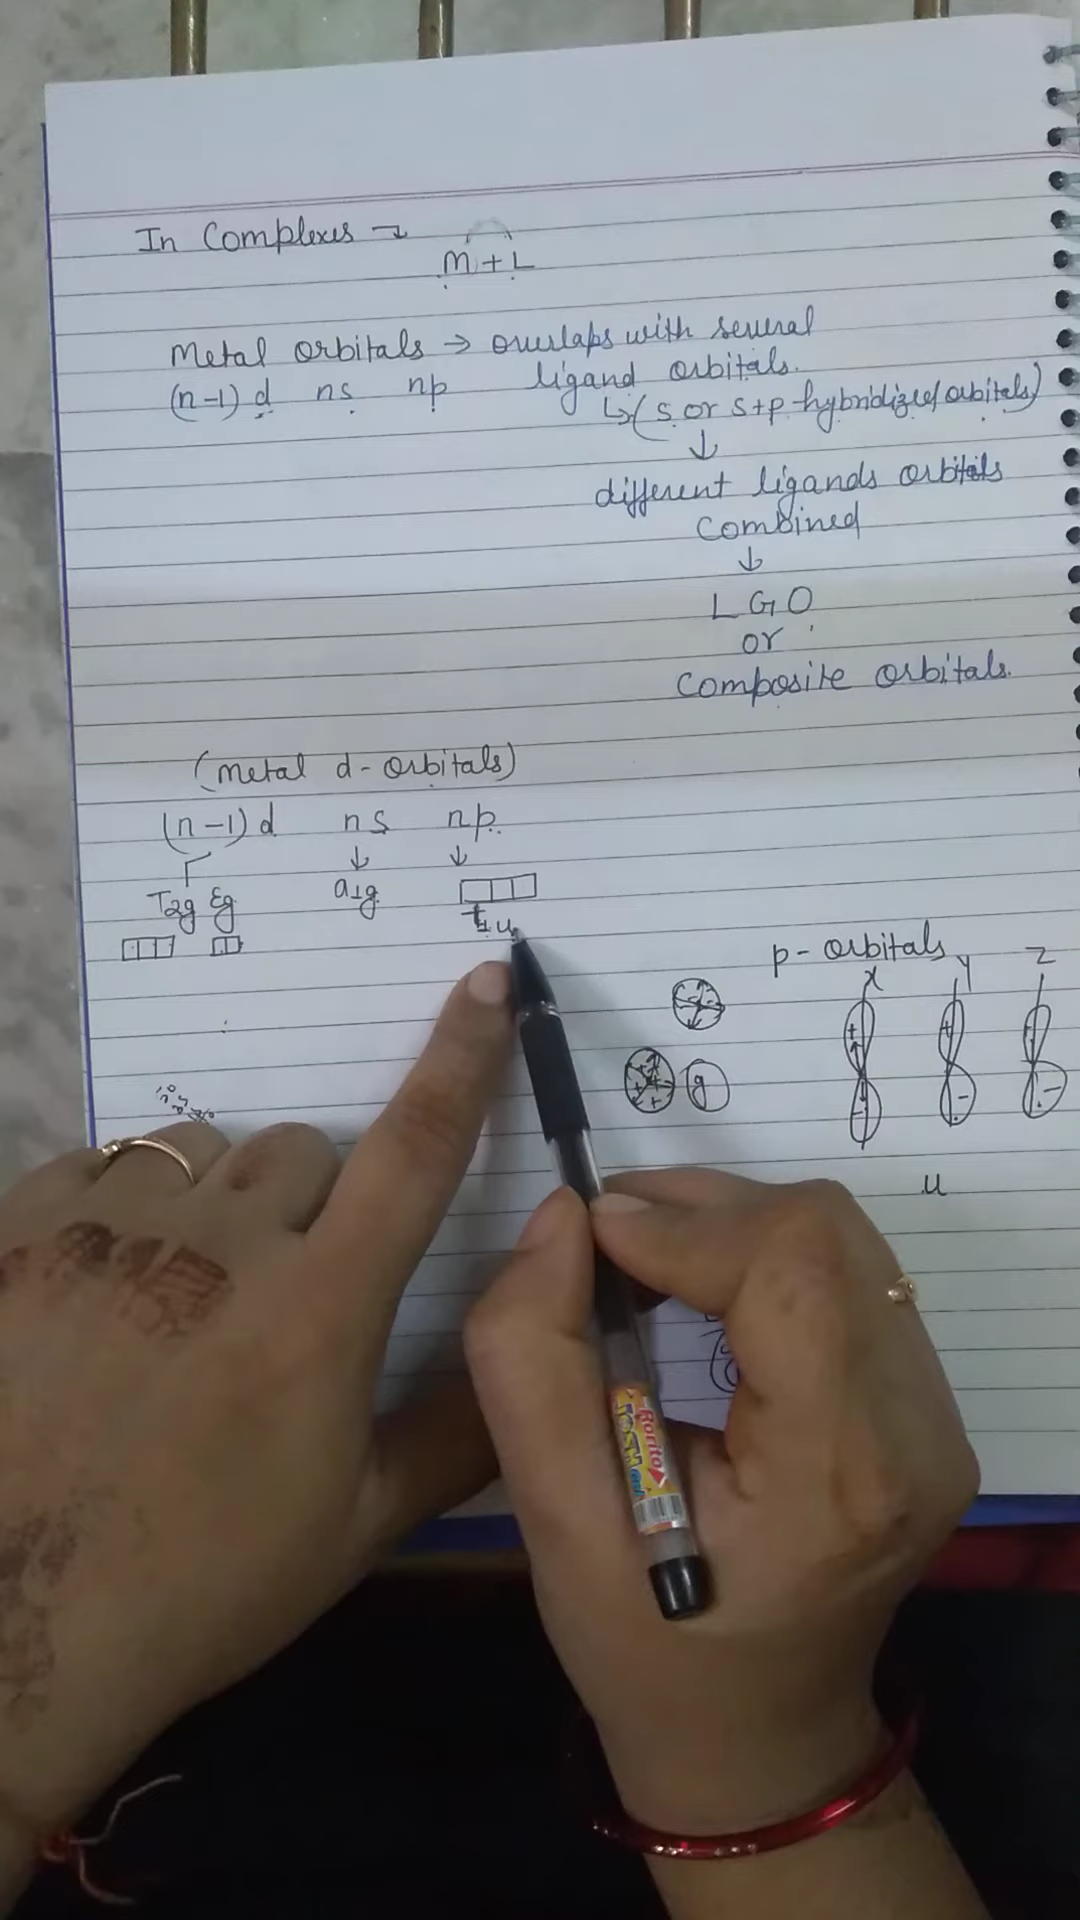 In Complexes →
M + L
Metal orbitals → overlaps with several
(n-1) d ns np ligand orbitals.
↳ (s or s+p hybridized orbitals)
↓
different ligands orbitals
Combined
↓
LGO
or
Composite orbitals.
(Metal d-orbitals)
(n-1) d ns np
↓ ↓
T2g Eg a1g
t1u
p-orbitals
x y z
+ + +
g
- - -
u
Rorito